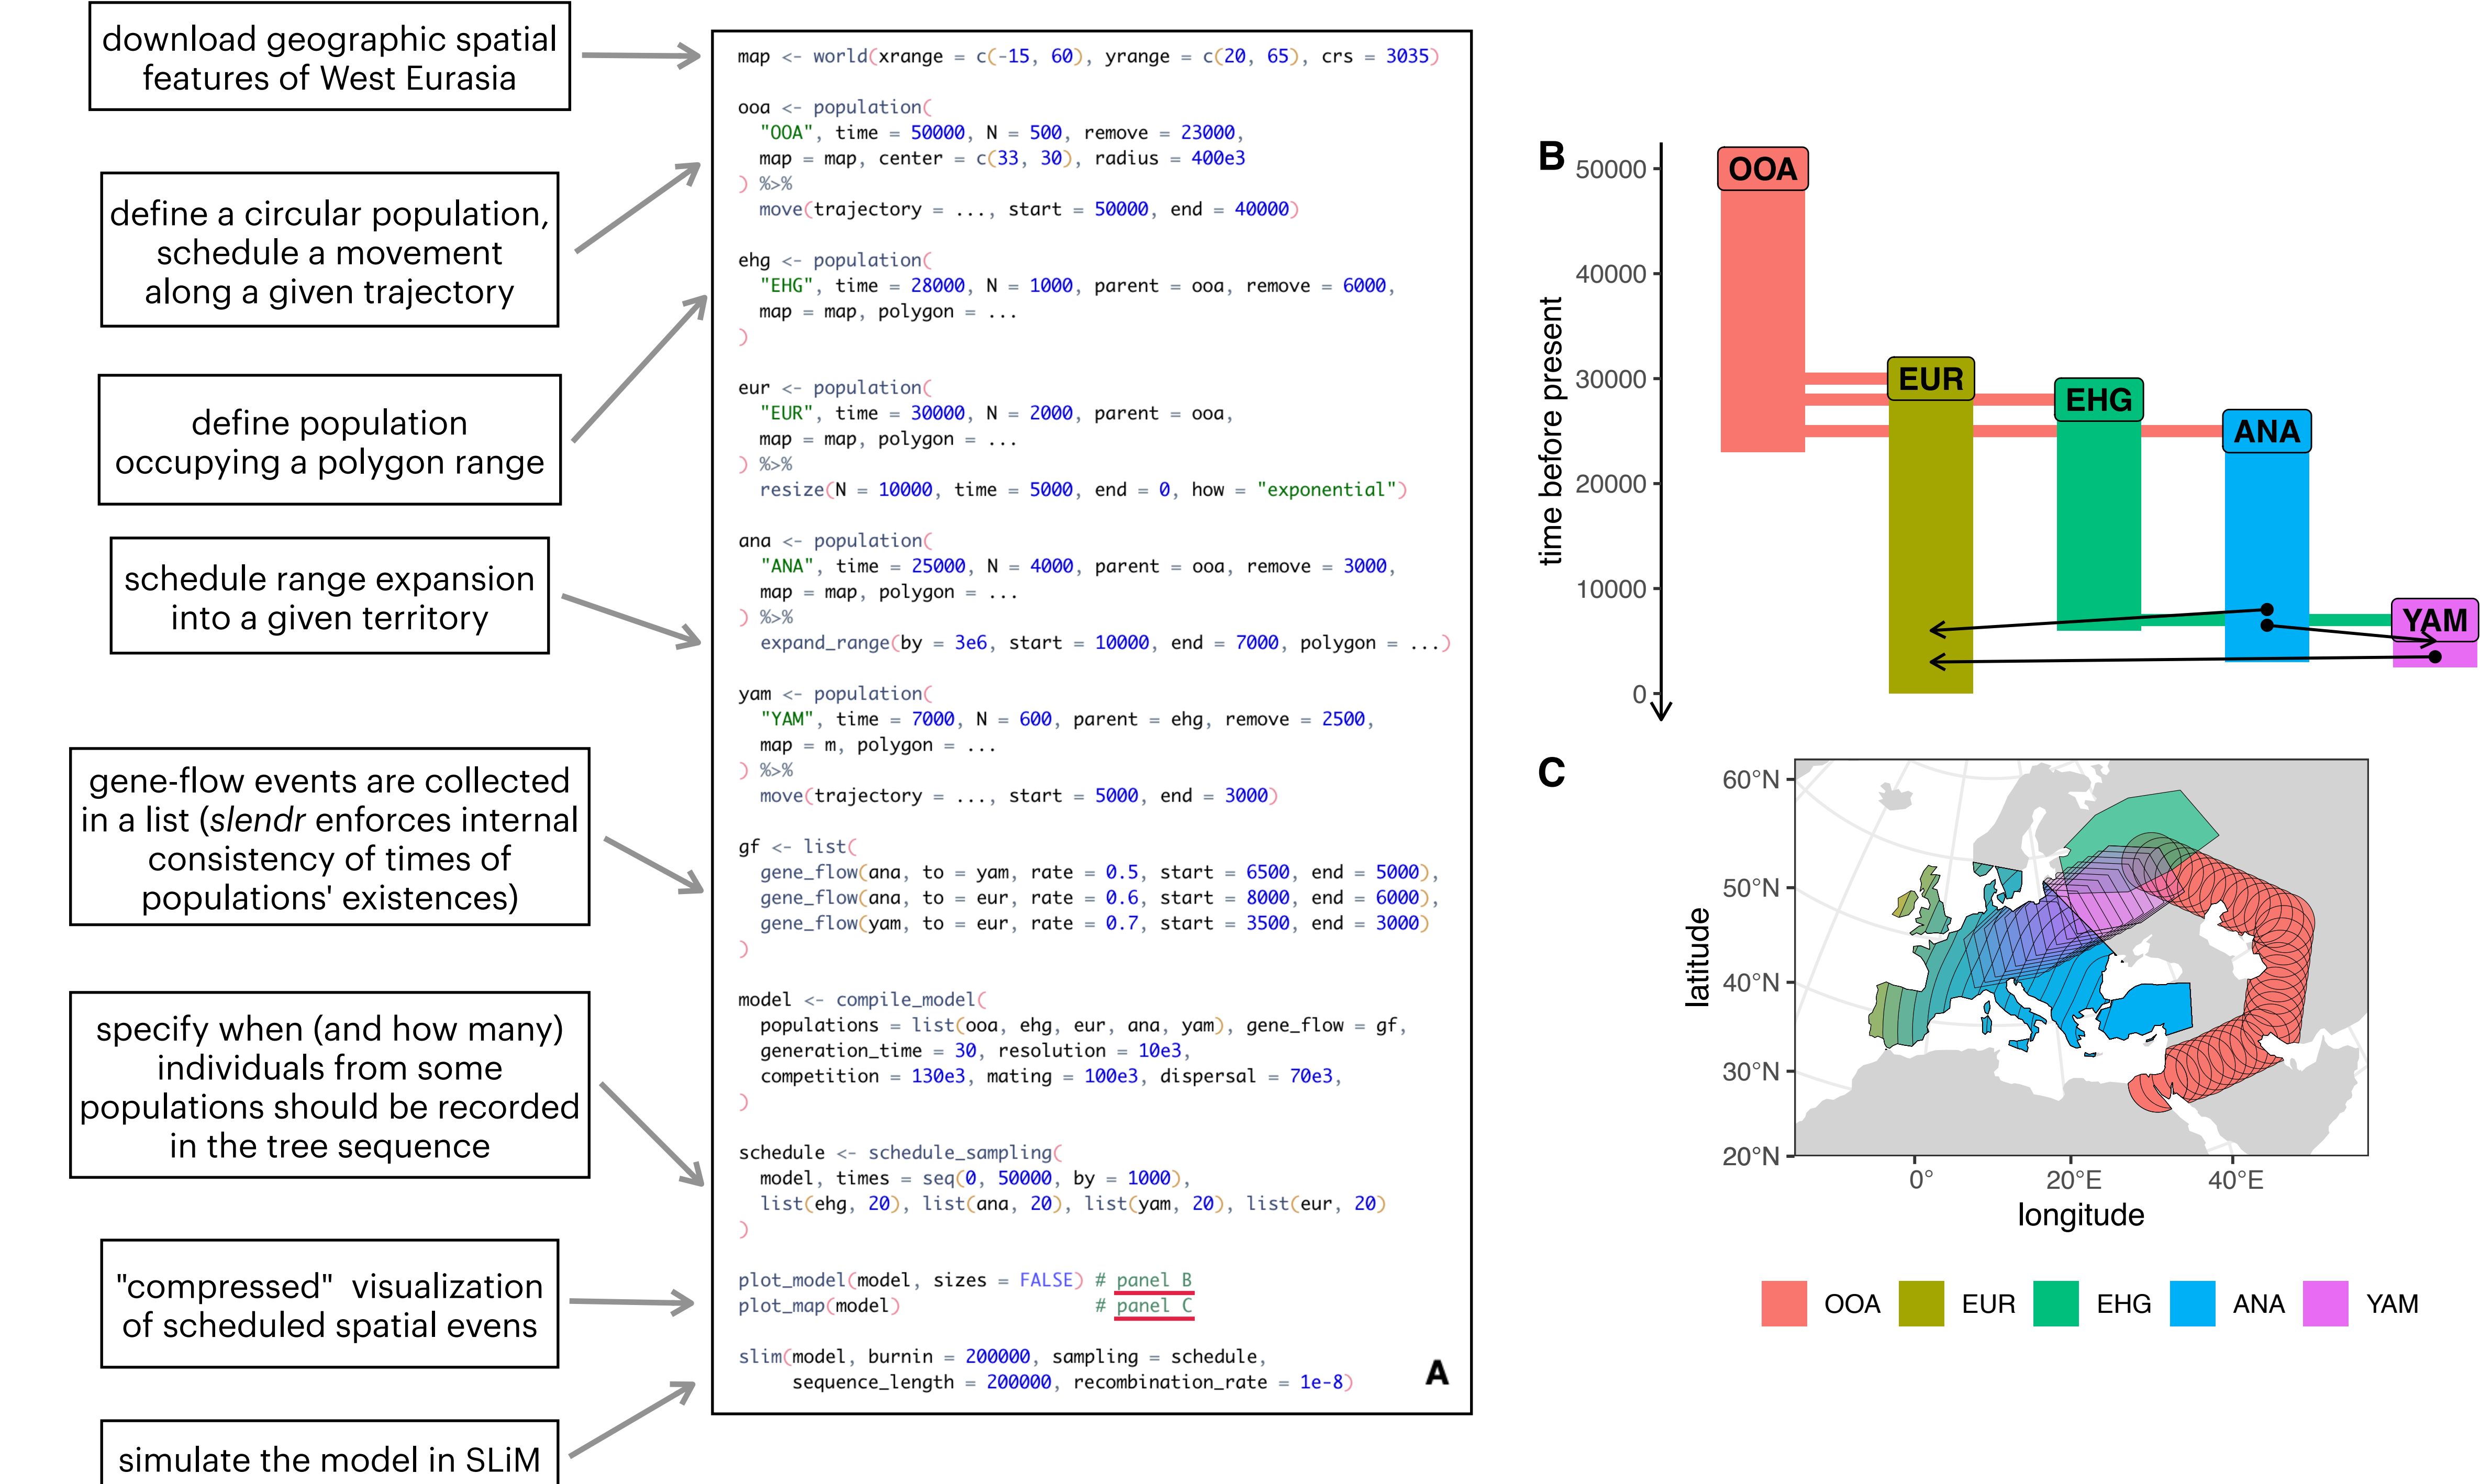 download geographic spatial
features of West Eurasia
define a circular population,
schedule a movement
along a given trajectory
define population
occupying a polygon range
schedule range expansion
into a given territory
gene-flow events are collected
in a list (slendr enforces internal
consistency of times of
populations' existences)
specify when (and how many)
individuals from some
populations should be recorded
in the tree sequence
"compressed"  visualization
of scheduled spatial evens
simulate the model in SLiM
map <- world(xrange = c(-15, 60), yrange = c(20, 65), crs = 3035)
ooa <- population(
"OOA", time = 50000, N = 500, remove = 23000,
map = map, center = c(33, 30), radius = 400e3
) %>%
move(trajectory = ..., start = 50000, end = 40000)
ehg <- population(
"EHG", time = 28000, N = 1000, parent = ooa, remove = 6000,
map = map, polygon = ...
)
eur <- population(
"EUR", time = 30000, N = 2000, parent = ooa,
map = map, polygon = ...
) %>%
resize(N = 10000, time = 5000, end = 0, how = "exponential")
ana <- population(
"ANA", time = 25000, N = 4000, parent = ooa, remove = 3000,
map = map, polygon = ...
) %>%
expand_range(by = 3e6, start = 10000, end = 7000, polygon = ...)
yam <- population(
"YAM", time = 7000, N = 600, parent = ehg, remove = 2500,
map = m, polygon = ...
) %>%
move(trajectory = ..., start = 5000, end = 3000)
gf <- list(
gene_flow(ana, to = yam, rate = 0.5, start = 6500, end = 5000),
gene_flow(ana, to = eur, rate = 0.6, start = 8000, end = 6000),
gene_flow(yam, to = eur, rate = 0.7, start = 3500, end = 3000)
)
model <- compile_model(
populations = list(ooa, ehg, eur, ana, yam), gene_flow = gf,
generation_time = 30, resolution = 10e3,
competition = 130e3, mating = 100e3, dispersal = 70e3,
)
schedule <- schedule_sampling(
model, times = seq(0, 50000, by = 1000),
list(ehg, 20), list(ana, 20), list(yam, 20), list(eur, 20)
)
plot_model(model, sizes = FALSE) # panel B
plot_map(model) # panel C
slim(model, burnin = 200000, sampling = schedule,
sequence_length = 200000, recombination_rate = 1e-8)
A
B
time before present
50000
40000
30000
20000
10000
0
OOA
EUR
EHG
ANA
YAM
C
latitude
60°N
50°N
40°N
30°N
20°N
0°
20°E
40°E
longitude
OOA
EUR
EHG
ANA
YAM